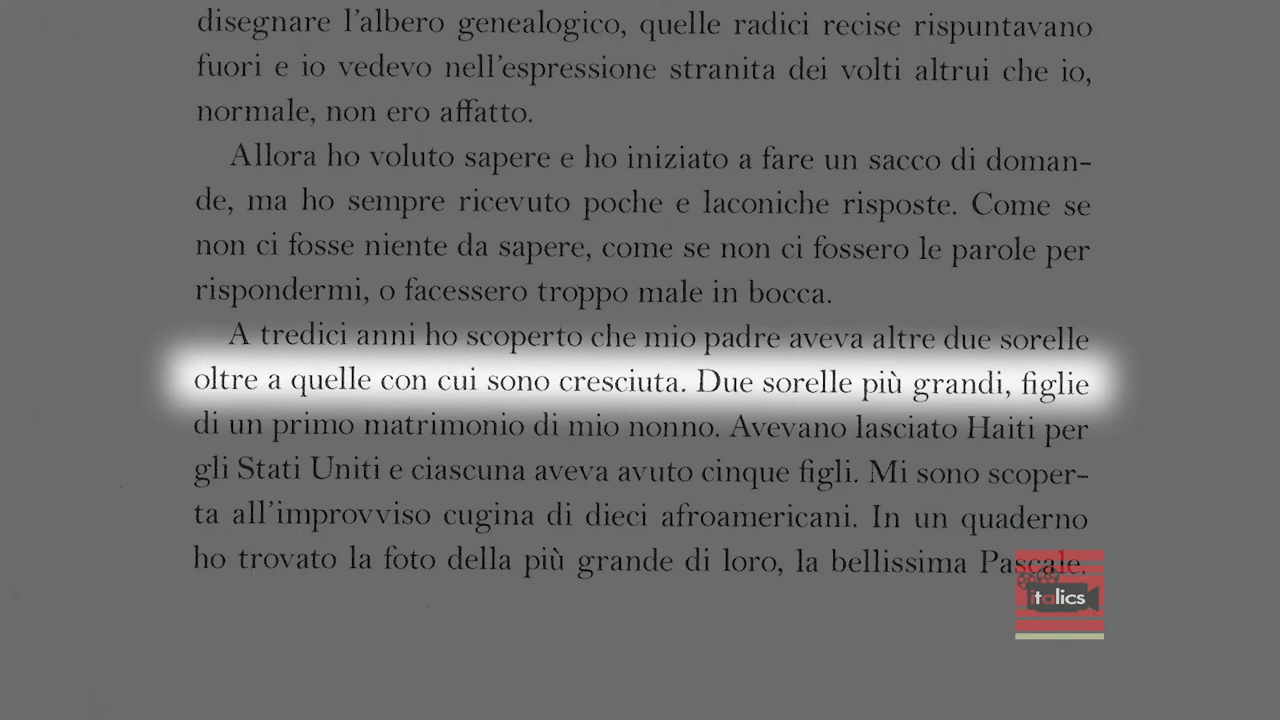 disegnare l'albero genealogico, quelle radici recise rispuntavano
fuori e io vedevo nell'espressione stranita dei volti altrui che io,
normale, non ero affatto.
Allora ho voluto sapere e ho iniziato a fare un sacco di doman-
de, ma ho sempre ricevuto poche e laconiche risposte. Come se
non ci fosse niente da sapere, come se non ci fossero le parole per
rispondermi, o facessero troppo male in bocca.
A tredici anni ho scoperto che mio padre aveva altre due sorelle
oltre a quelle con cui sono cresciuta. Due sorelle più grandi, figlie
di un primo matrimonio di mio nonno. Avevano lasciato Haiti per
gli Stati Uniti e ciascuna aveva avuto cinque figli. Mi sono scoper-
ta all'improvviso cugina di dieci afroamericani. In un quaderno
ho trovato la foto della più grande di loro, la bellissima Pascale.
italics